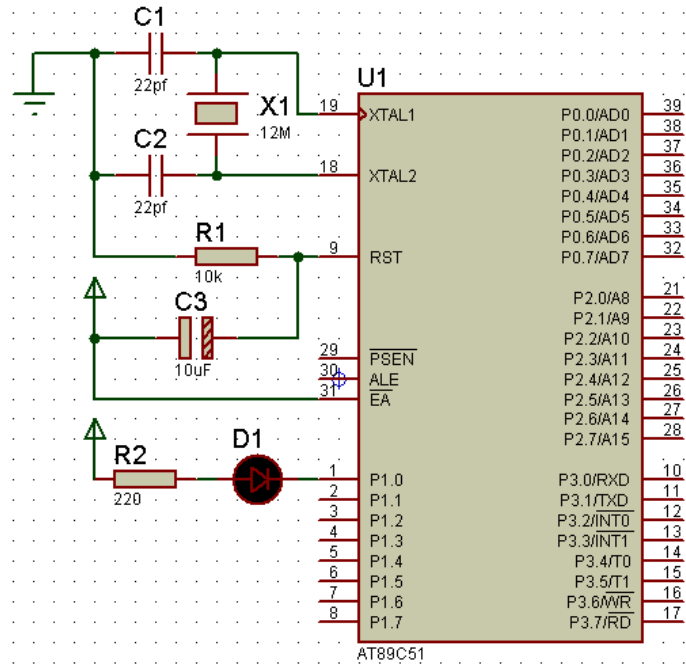 C1
22pf
X1
12M
C2
22pf
R1
10k
C3
10uF
R2
220
D1
U1
19 XTAL1
18 XTAL2
9 RST
29 PSEN
30 ALE
31 EA
1 P1.0
2 P1.1
3 P1.2
4 P1.3
5 P1.4
6 P1.5
7 P1.6
8 P1.7
P0.0/AD0 39
P0.1/AD1 38
P0.2/AD2 37
P0.3/AD3 36
P0.4/AD4 35
P0.5/AD5 34
P0.6/AD6 33
P0.7/AD7 32
P2.0/A8 21
P2.1/A9 22
P2.2/A10 23
P2.3/A11 24
P2.4/A12 25
P2.5/A13 26
P2.6/A14 27
P2.7/A15 28
P3.0/RXD 10
P3.1/TXD 11
P3.2/INT0 12
P3.3/INT1 13
P3.4/T0 14
P3.5/T1 15
P3.6/WR 16
P3.7/RD 17
AT89C51